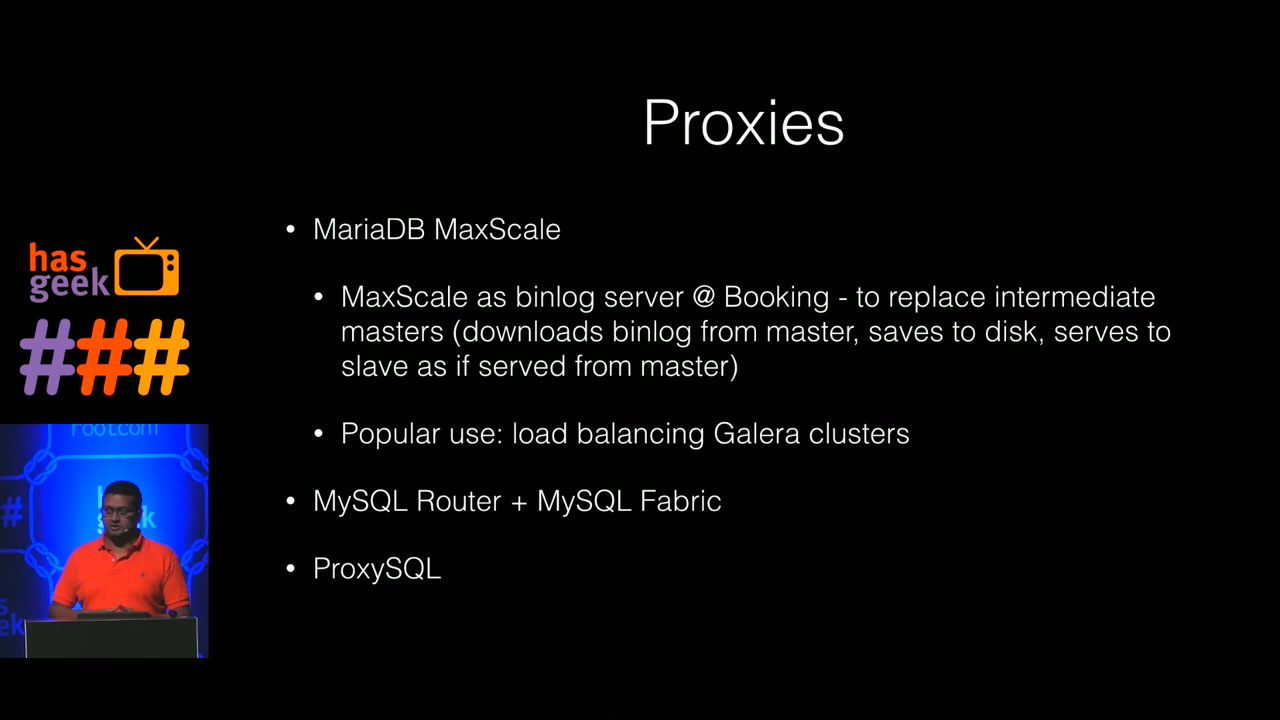 Proxies
• MariaDB MaxScale
• MaxScale as binlog server @ Booking - to replace intermediate
masters (downloads binlog from master, saves to disk, serves to
slave as if served from master)
• Popular use: load balancing Galera clusters
• MySQL Router + MySQL Fabric
• ProxySQL
has
geek
###
rootconf
#
geek